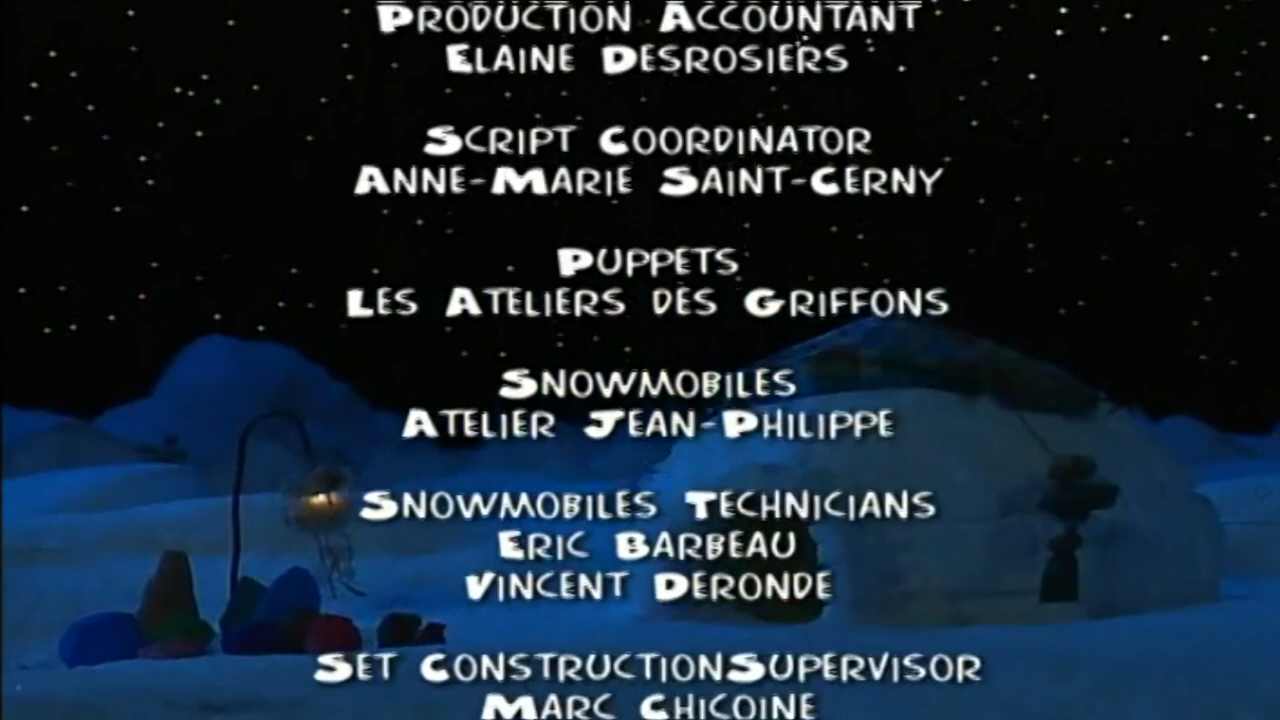 PRODUCTION ACCOUNTANT
ELAINE DESROSIERS
SCRIPT COORDINATOR
ANNE-MARIE SAINT-CERNY
PUPPETS
LES ATELIERS DES GRIFFONS
SNOWMOBILES
ATELIER JEAN-PHILIPPE
SNOWMOBILES TECHNICIANS
ERIC BARBEAU
VINCENT DERONDE
SET CONSTRUCTIONSUPERVISOR
MARC CHICOINE